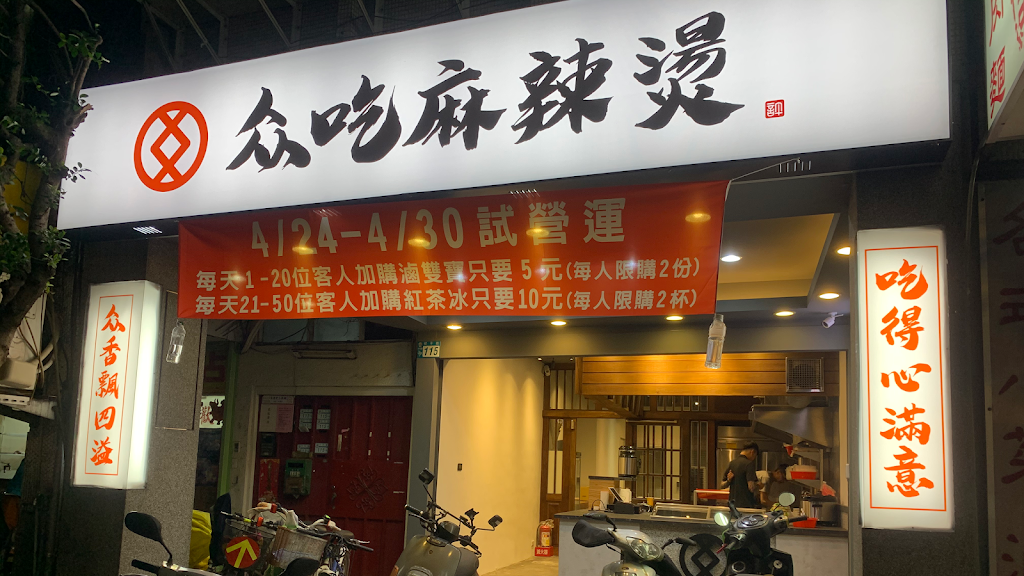 众吃麻辣燙
4/24-4/30試營運
每天1-20位客人加購滷雙寶只要5元(每人限購2份)
每天21-50位客人加購紅茶冰只要10元(每人限購2杯)
众香飄四溢
吃得心滿意
115